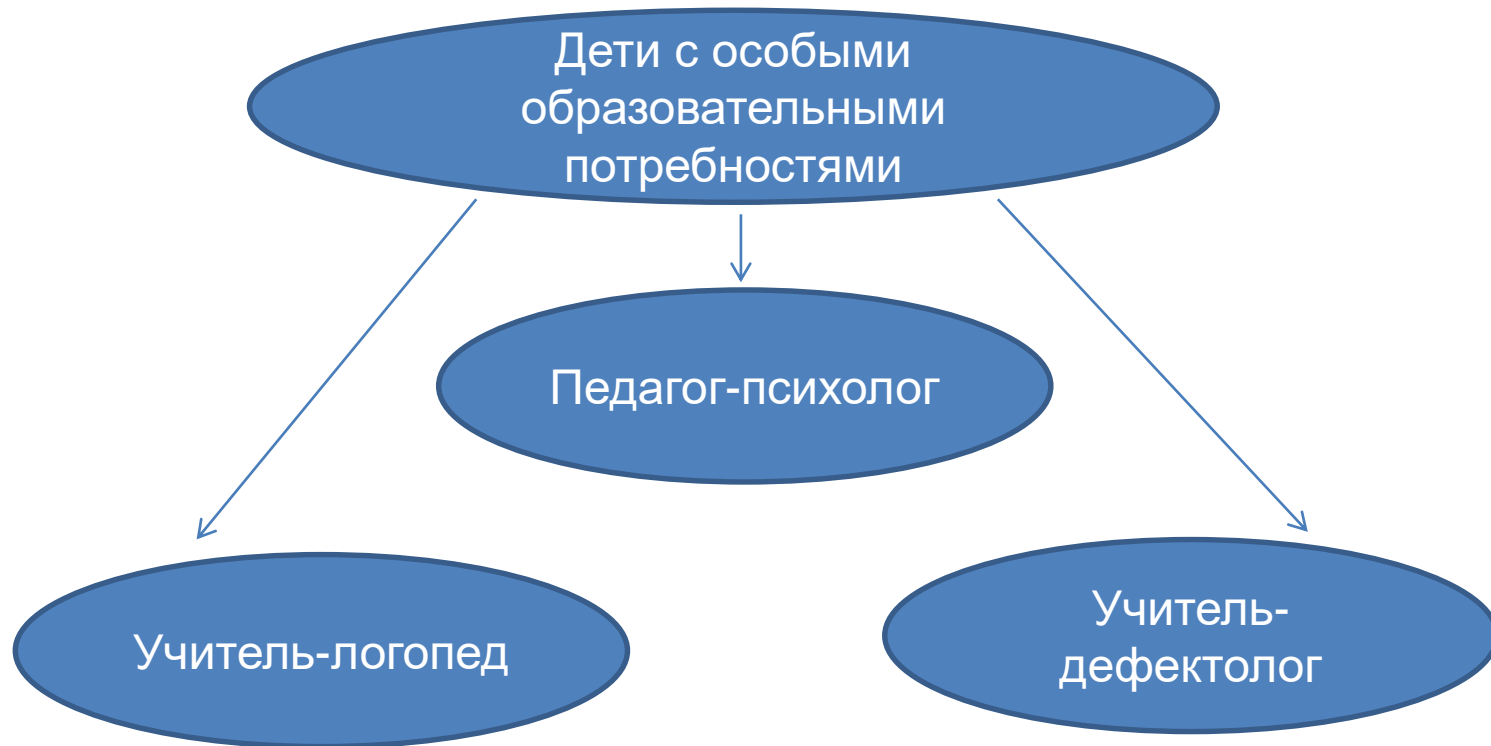 Дети с особыми
образовательными
потребностями
Педагог-психолог
Учитель-логопед
Учитель-
дефектолог